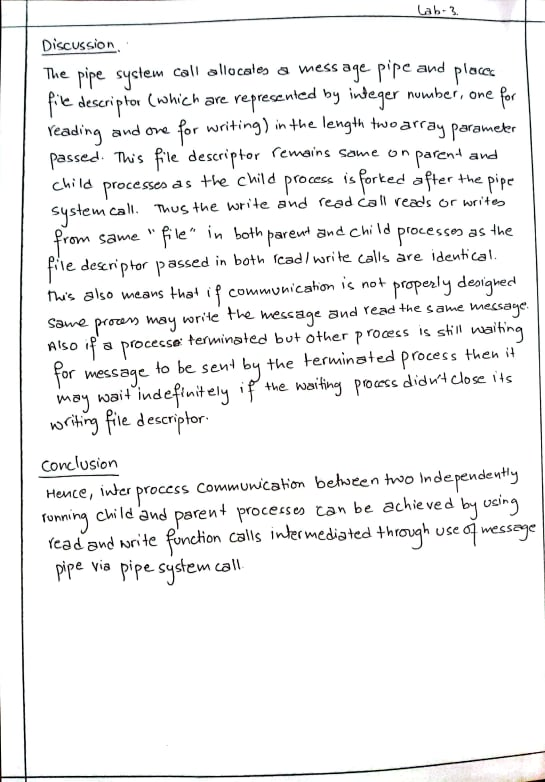 Lab-3.
Discussion.
The pipe system call allocates a message pipe and places
file descriptor (which are represented by integer number, one for
reading and one for writing) in the length two array parameter
passed. This file descriptor remains same on parent and
child processes as the child process is forked after the pipe
system call. Thus the write and read call reads or writes
from same "file" in both parent and child processes as the
file descriptor passed in both read/write calls are identical.
This also means that if communication is not properly designed
same process may write the message and read the same message.
Also if a processe terminated but other process is still waiting
for message to be sent by the terminated process then it
may wait indefinitely if the waiting process didn't close its
writing file descriptor.
Conclusion
Hence, inter process communication between two Independently
running child and parent processes can be achieved by using
read and write function calls intermediated through use of message
pipe via pipe system call.